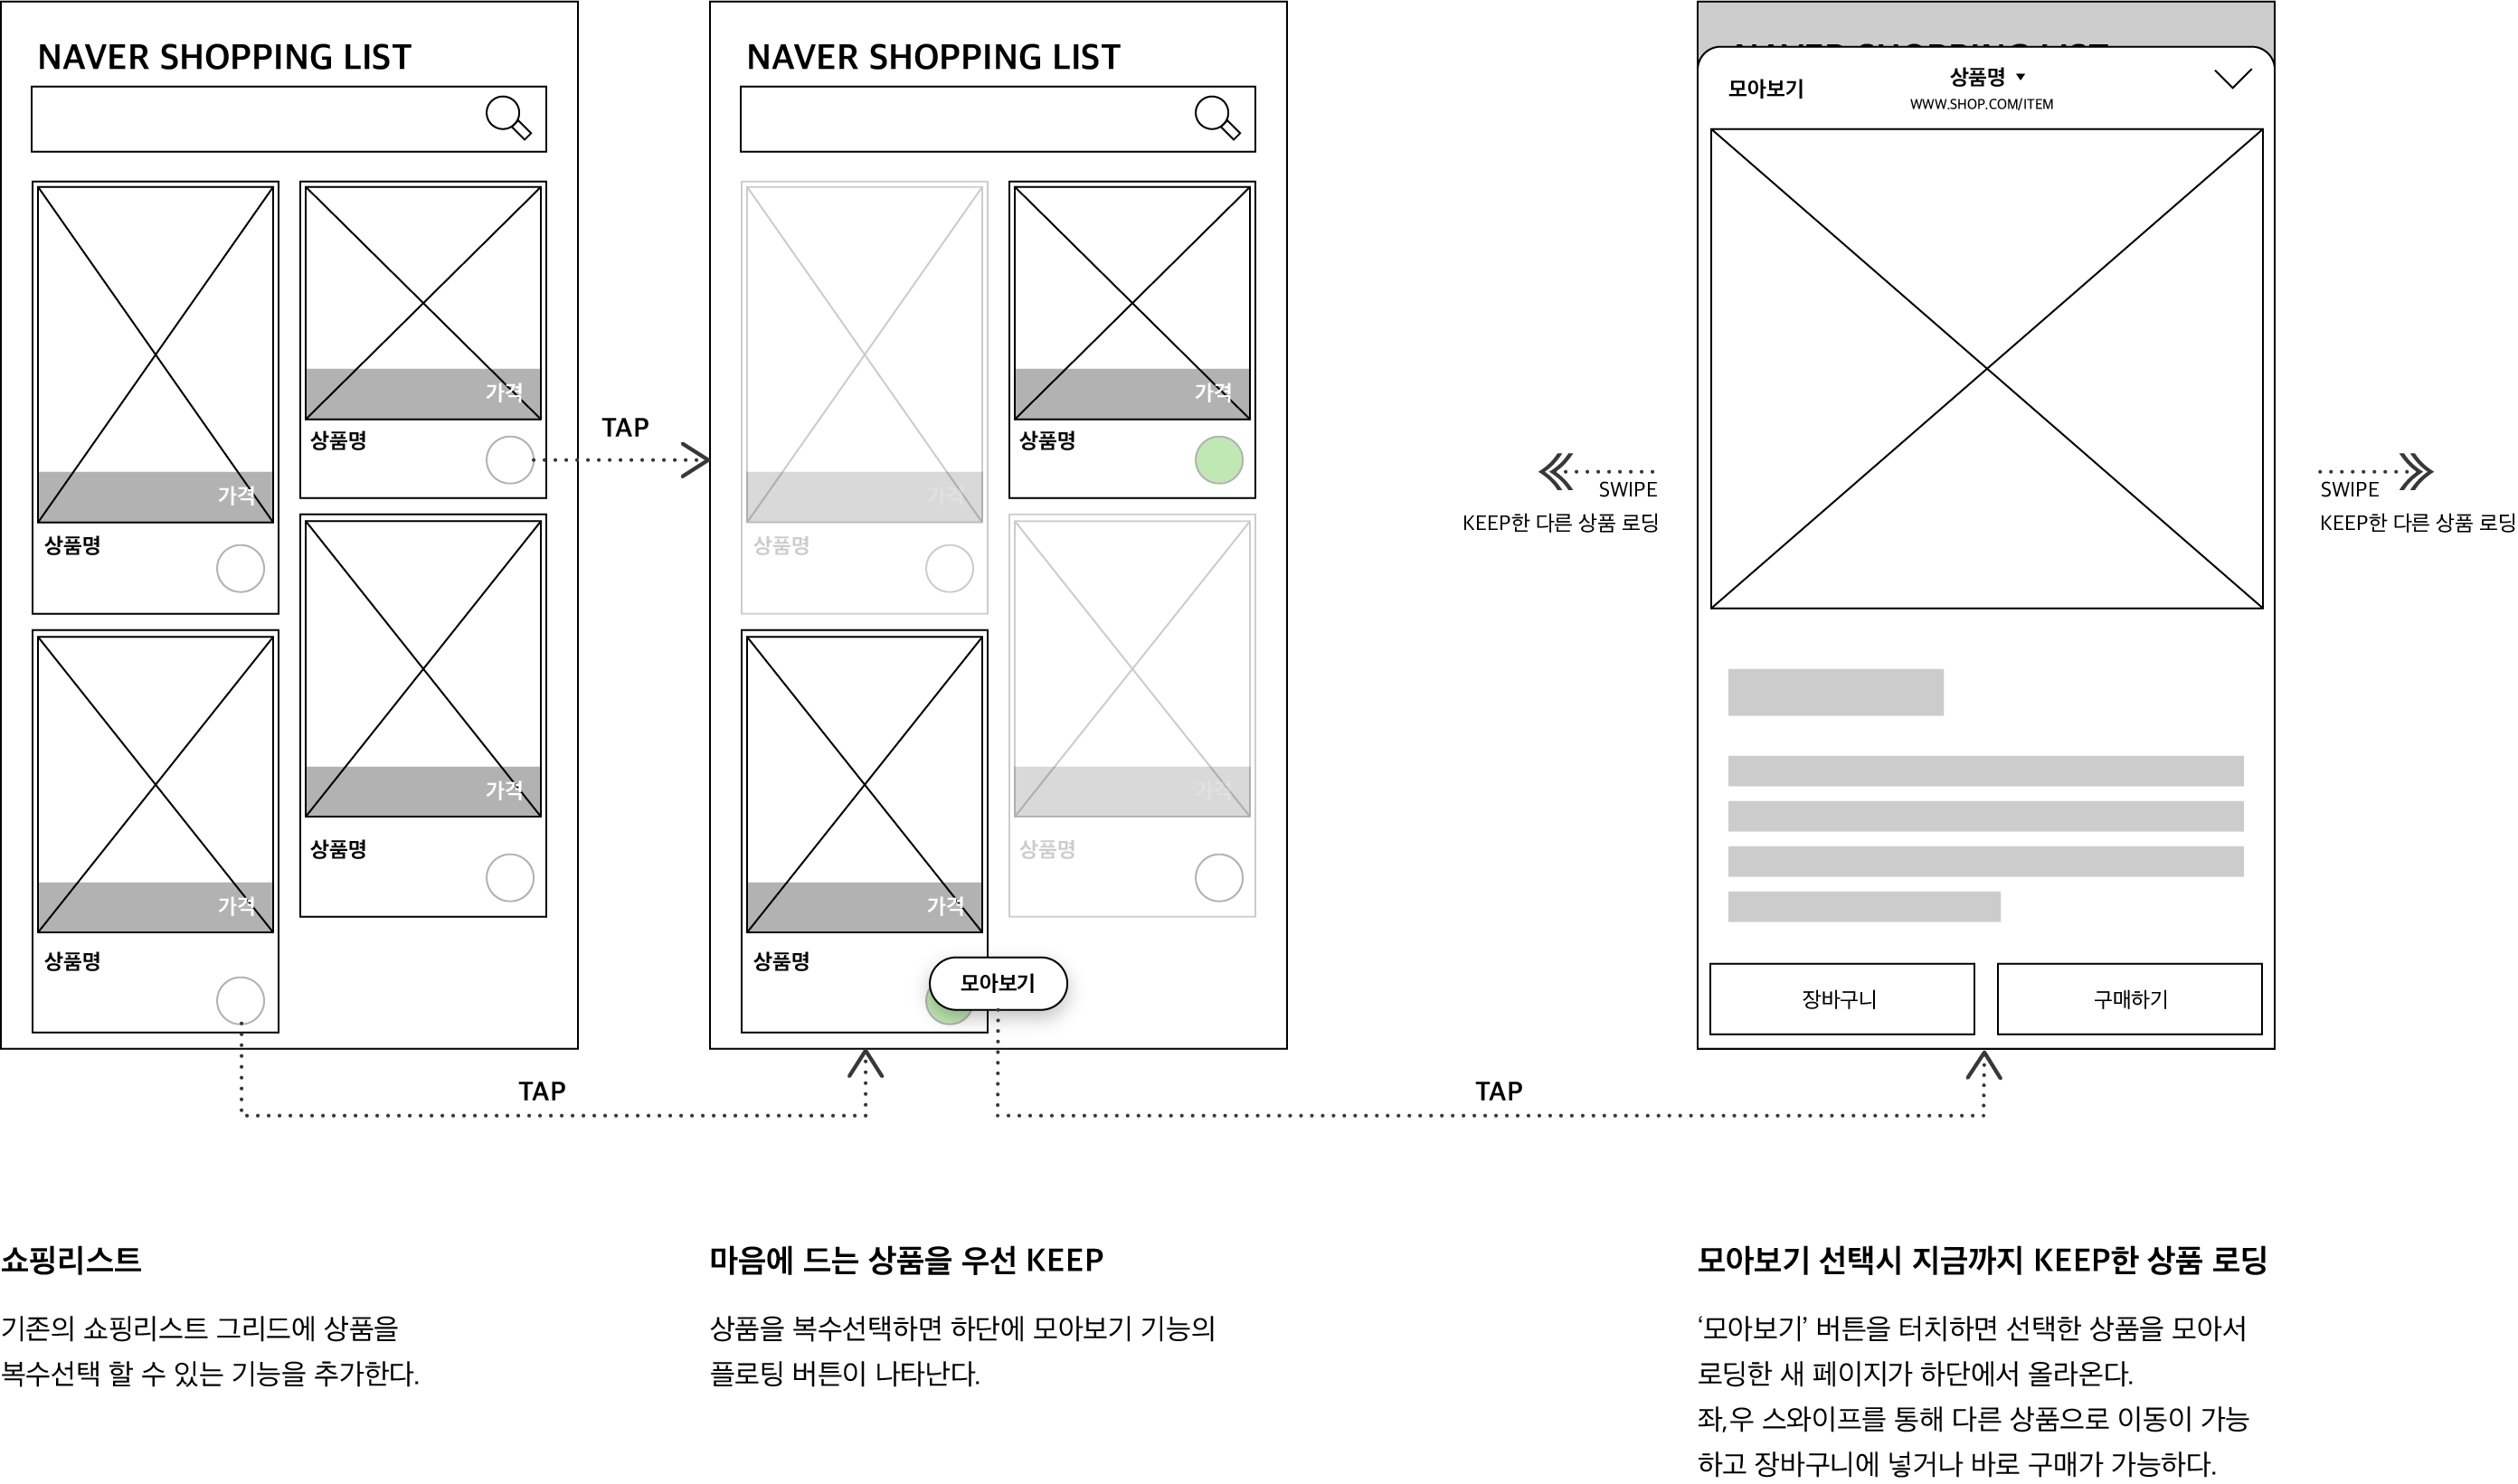 NAVER SHOPPING LIST
가격
상품명
가격
상품명
가격
상품명
가격
상품명
TAP
NAVER SHOPPING LIST
가격
상품명
가격
상품명
가격
상품명
가격
상품명
모아보기
TAP
TAP
SWIPE
KEEP한 다른 상품 로딩
NAVER SHOPPING LIST
모아보기
상품명 ▼
WWW.SHOP.COM/ITEM
장바구니
구매하기
SWIPE
KEEP한 다른 상품 로딩
쇼핑리스트
기존의 쇼핑리스트 그리드에 상품을
복수선택 할 수 있는 기능을 추가한다.
마음에 드는 상품을 우선 KEEP
상품을 복수선택하면 하단에 모아보기 기능의
플로팅 버튼이 나타난다.
모아보기 선택시 지금까지 KEEP한 상품 로딩
‘모아보기’ 버튼을 터치하면 선택한 상품을 모아서
로딩한 새 페이지가 하단에서 올라온다.
좌,우 스와이프를 통해 다른 상품으로 이동이 가능
하고 장바구니에 넣거나 바로 구매가 가능하다.